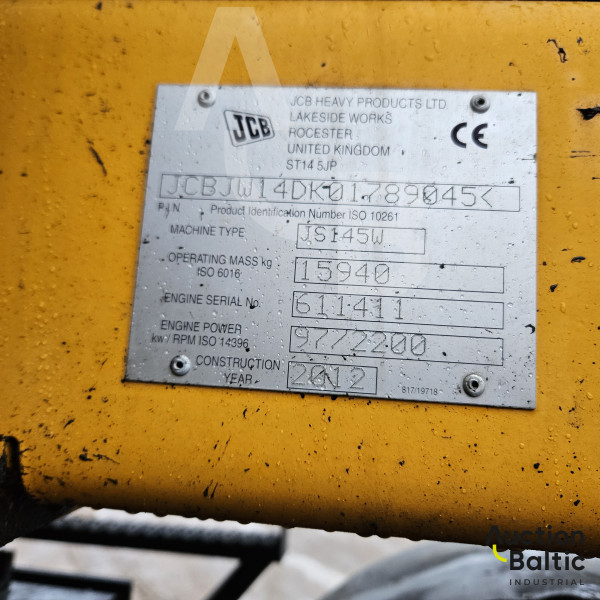 JCB
JCB HEAVY PRODUCTS LTD.
LAKESIDE WORKS
ROCESTER
UNITED KINGDOM
ST14 5JP
CE
JCBJW14DK01789045<
P.I.N Product Identification Number ISO 10261
MACHINE TYPE JS145W
OPERATING MASS kg 15940
ISO 6016
ENGINE SERIAL No. 611411
ENGINE POWER 97/2200
kw / RPM ISO 14396
CONSTRUCTION 2012
YEAR
817/19718
Auction
Baltic
INDUSTRIAL